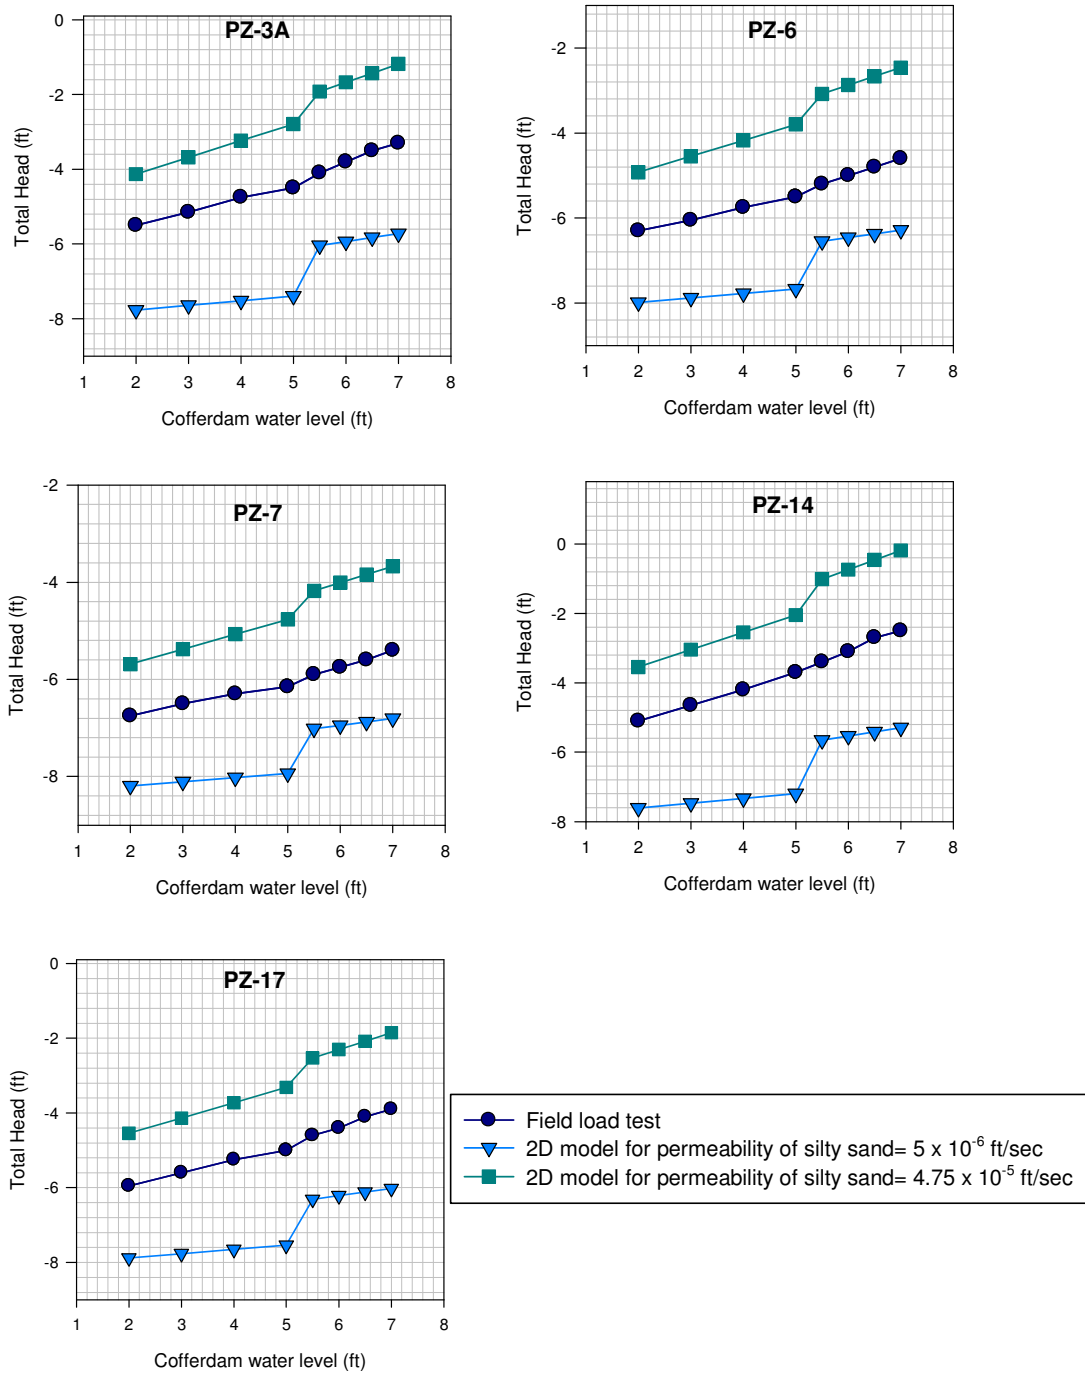 PZ-3A
0
-2
-4
-6
-8
Total Head (ft)
1 2 3 4 5 6 7 8
Cofferdam water level (ft)
PZ-6
-2
-4
-6
-8
Total Head (ft)
1 2 3 4 5 6 7 8
Cofferdam water level (ft)
PZ-7
-2
-4
-6
-8
Total Head (ft)
1 2 3 4 5 6 7 8
Cofferdam water level (ft)
PZ-14
0
-2
-4
-6
-8
Total Head (ft)
1 2 3 4 5 6 7 8
Cofferdam water level (ft)
PZ-17
0
-2
-4
-6
-8
Total Head (ft)
1 2 3 4 5 6 7 8
Cofferdam water level (ft)
Field load test
2D model for permeability of silty sand= 5 x 10⁻⁶ ft/sec
2D model for permeability of silty sand= 4.75 x 10⁻⁵ ft/sec